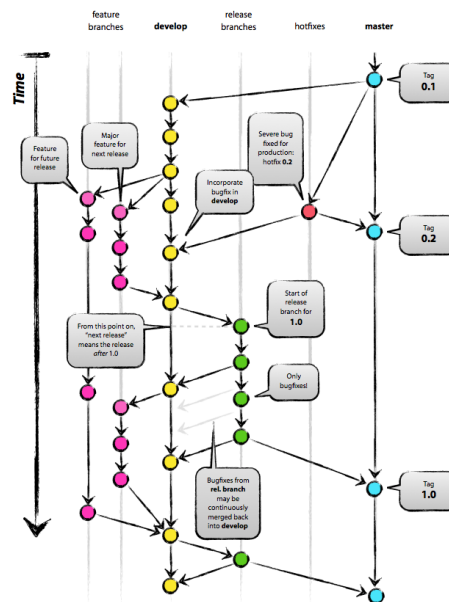 feature
branches
develop
release
branches
hotfixes
master
Time
Tag
0.1
Feature
for future
release
Major
feature for
next release
Severe bug
fixed for
production:
hotfix 0.2
Incorporate
bugfix in
develop
Tag
0.2
From this point on,
"next release"
means the release
after 1.0
Start of
release
branch for
1.0
Only
bugfixes!
Bugfixes from
rel. branch
may be
continuously
merged back
into develop
Tag
1.0